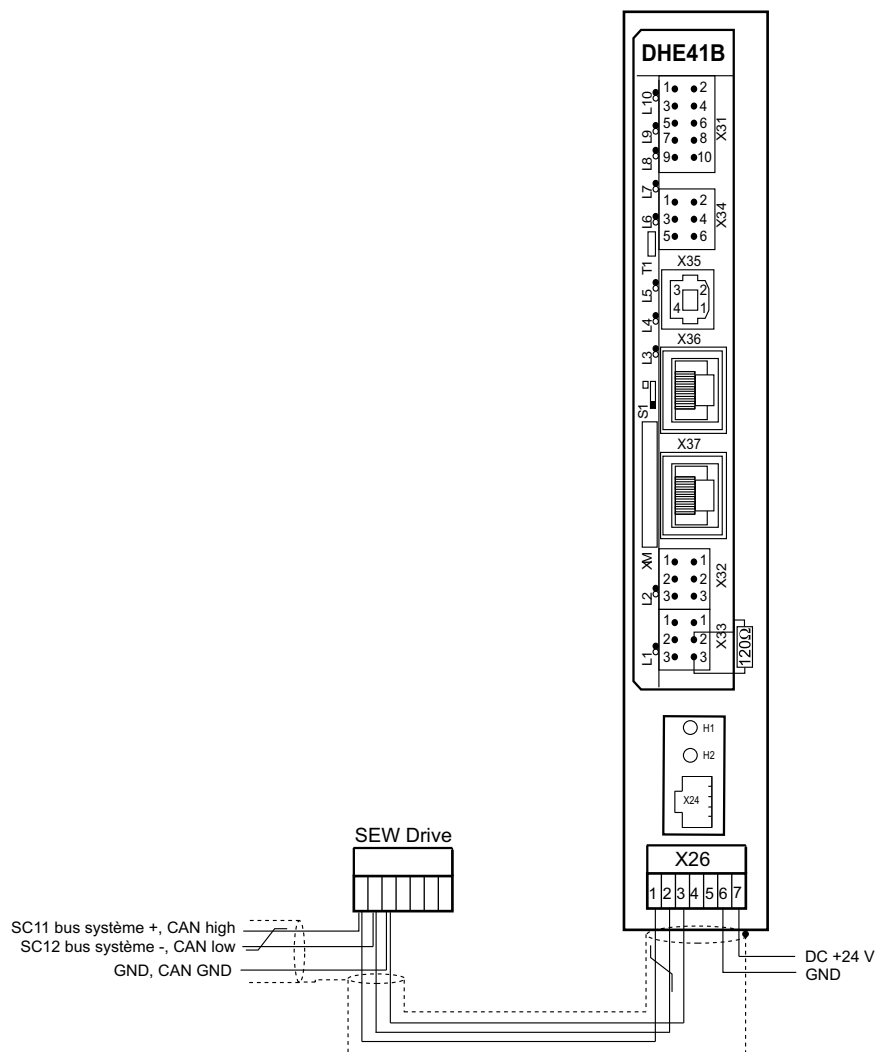 DHE41B
L10
1 2
3 4
5 6
7 8
9 10
X31
L9
L8
L7
L6
1 2
3 4
5 6
X34
T1
X35
3 2
4 1
L5
L4
L3
X36
S1
X37
XM
1 1
2 2
3 3
X32
L2
1 1
2 2
3 3
X33
L1
120Ω
H1
H2
X24
SEW Drive
X26
1 2 3 4 5 6 7
SC11 bus système +, CAN high
SC12 bus système -, CAN low
GND, CAN GND
DC +24 V
GND